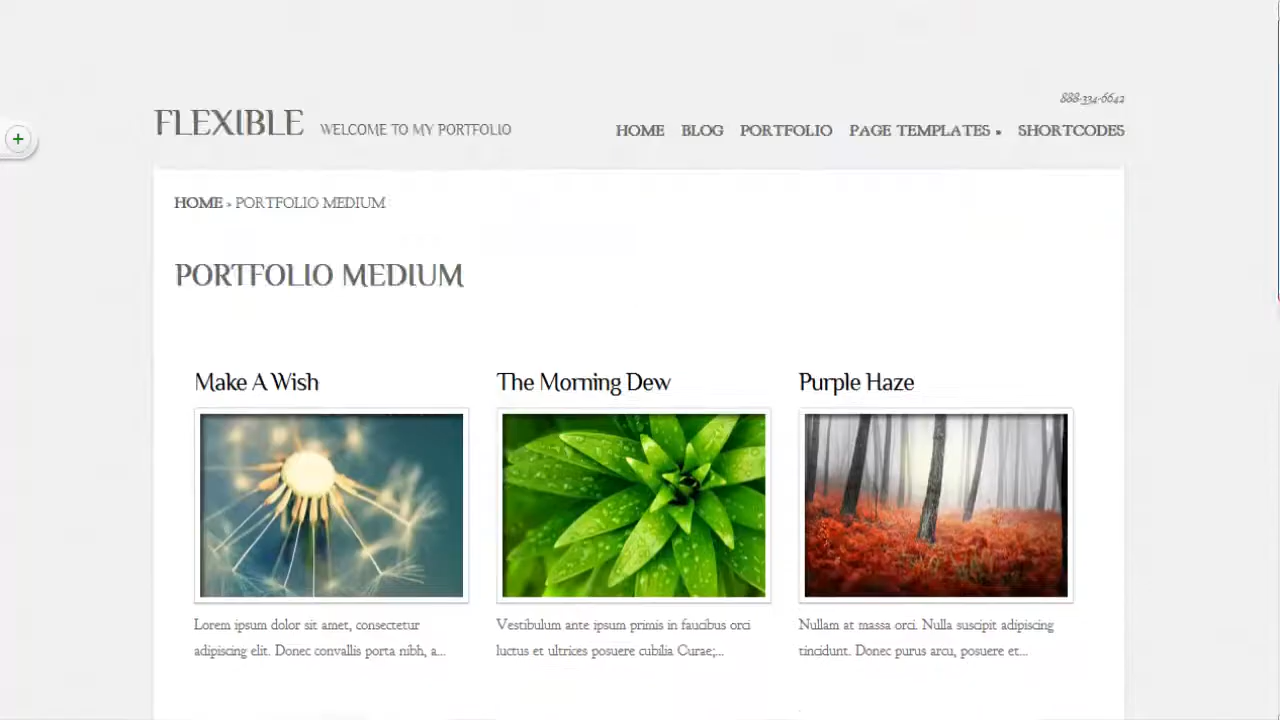 888-334-6642
FLEXIBLE WELCOME TO MY PORTFOLIO
HOME BLOG PORTFOLIO PAGE TEMPLATES SHORTCODES
HOME » PORTFOLIO MEDIUM
PORTFOLIO MEDIUM
Make A Wish
Lorem ipsum dolor sit amet, consectetur
adipiscing elit. Donec convallis porta nibh, a...
The Morning Dew
Vestibulum ante ipsum primis in faucibus orci
luctus et ultrices posuere cubilia Curae;...
Purple Haze
Nullam at massa orci. Nulla suscipit adipiscing
tincidunt. Donec purus arcu, posuere et...